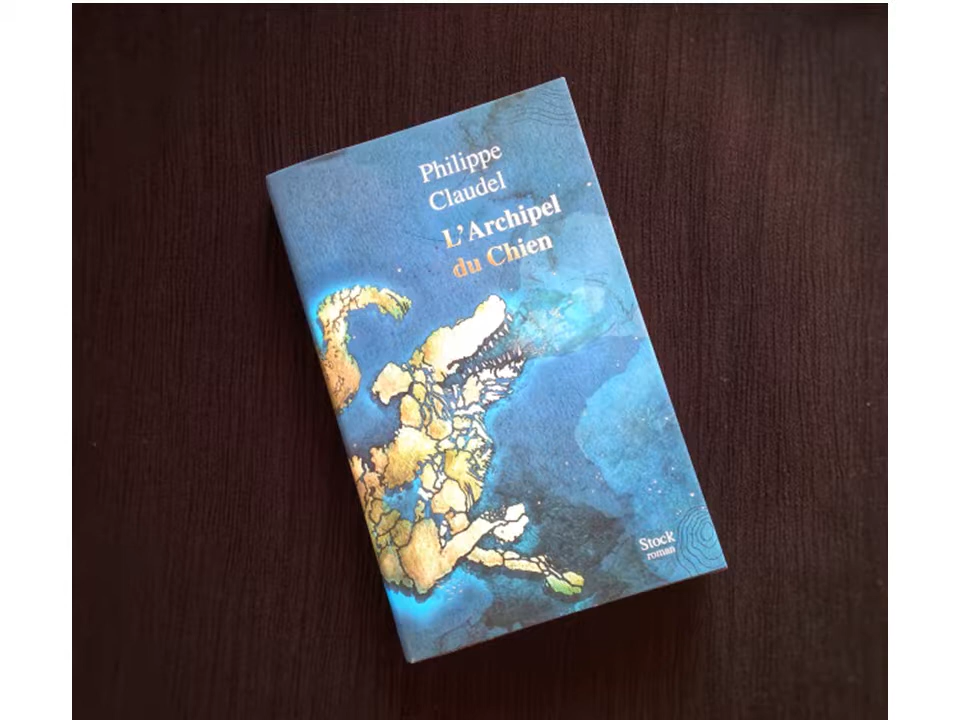 Philippe
Claudel
L'Archipel
du Chien
Stock
roman